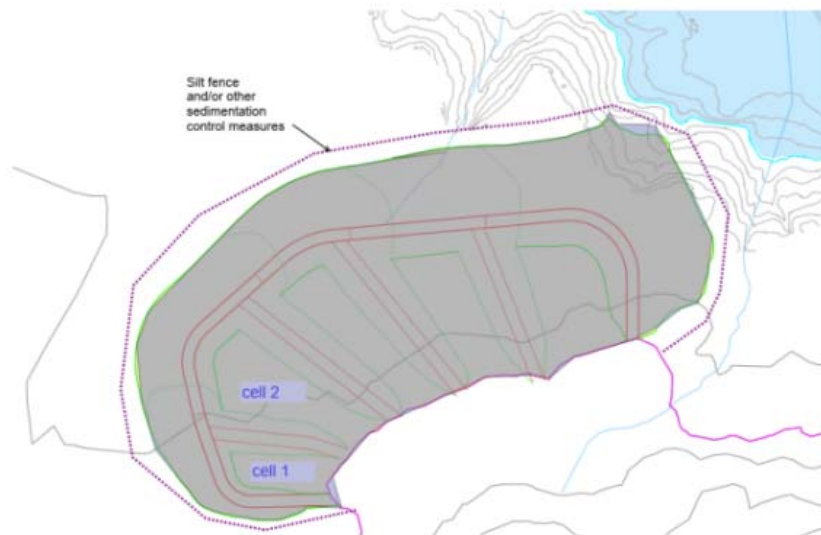 Silt fence
and/or other
sedimentation
control measures
cell 2
cell 1